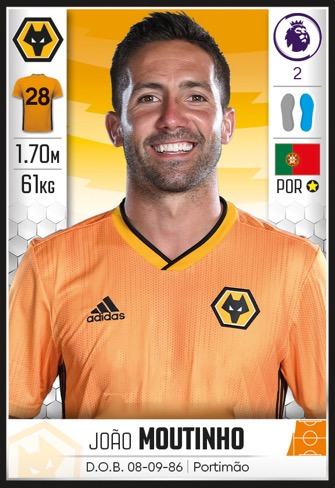 28
2
1.70M
61KG
POR
adidas
JOÃO MOUTINHO
D.O.B. 08-09-86 | Portimão